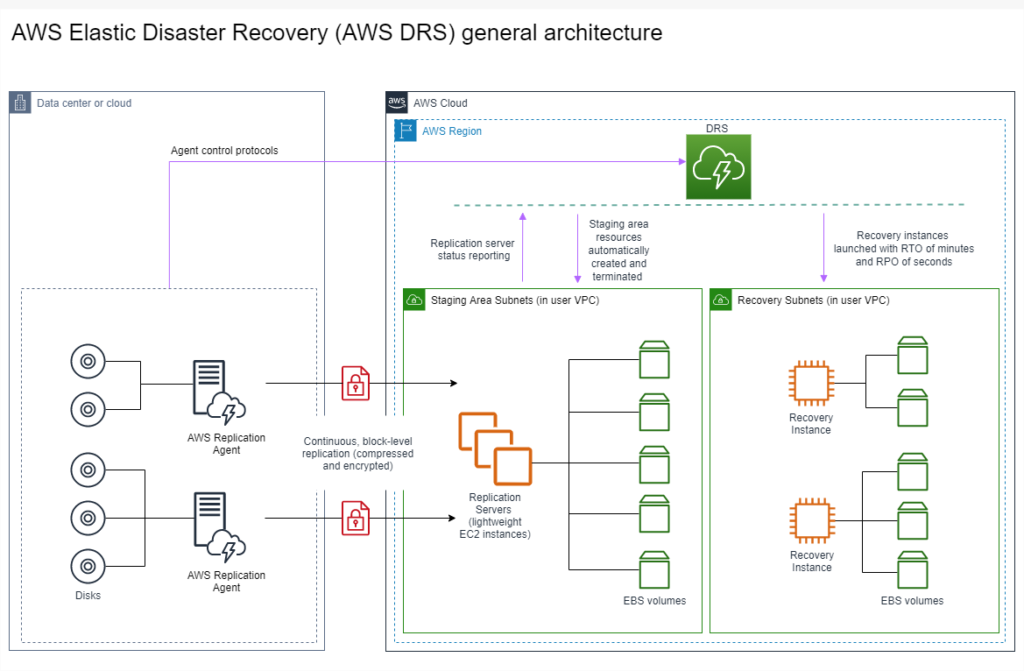 AWS Elastic Disaster Recovery (AWS DRS) general architecture
Data center or cloud
aws
AWS Cloud
AWS Region
DRS
Agent control protocols
Replication server
status reporting
Staging area
resources
automatically
created and
terminated
Recovery instances
launched with RTO of minutes
and RPO of seconds
Staging Area Subnets (in user VPC)
Recovery Subnets (in user VPC)
AWS Replication
Agent
Continuous, block-level
replication (compressed
and encrypted)
Recovery
Instance
Replication
Servers
(lightweight
EC2 instances)
AWS Replication
Agent
Recovery
Instance
Disks
EBS volumes
EBS volumes